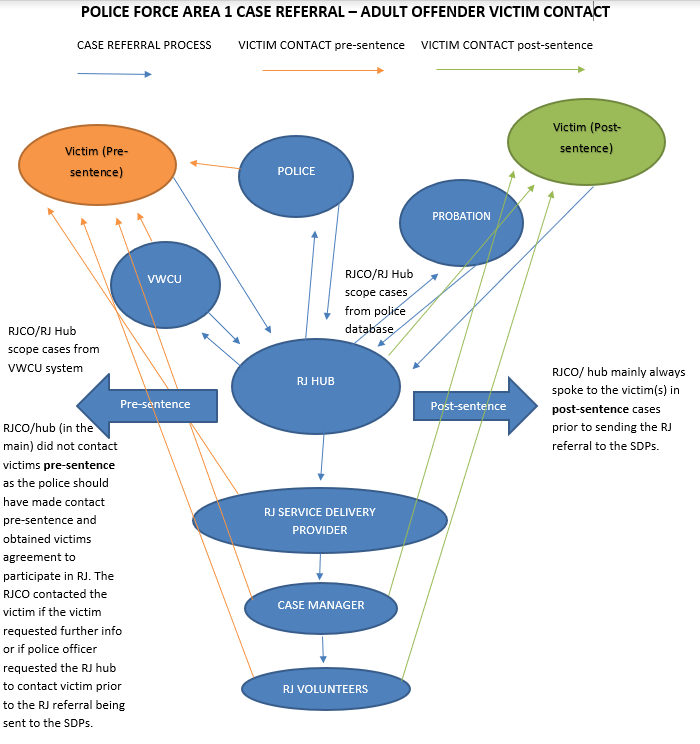 POLICE FORCE AREA 1 CASE REFERRAL – ADULT OFFENDER VICTIM CONTACT
CASE REFERRAL PROCESS
VICTIM CONTACT pre-sentence
VICTIM CONTACT post-sentence
Victim (Pre-
sentence)
POLICE
Victim (Post-
sentence)
PROBATION
VWCU
RJCO/RJ Hub
scope cases
from police
database
RJCO/RJ Hub
scope cases from
VWCU system
RJ HUB
Pre-sentence
Post-sentence
RJCO/ hub mainly always
spoke to the victim(s) in
post-sentence cases
prior to sending the RJ
referral to the SDPs.
RJCO/hub (in the
main) did not contact
victims pre-sentence
as the police should
have made contact
pre-sentence and
obtained victims
agreement to
participate in RJ. The
RJCO contacted the
victim if the victim
requested further info
or if police officer
requested the RJ hub
to contact victim prior
to the RJ referral being
sent to the SDPs.
RJ SERVICE DELIVERY
PROVIDER
CASE MANAGER
RJ VOLUNTEERS